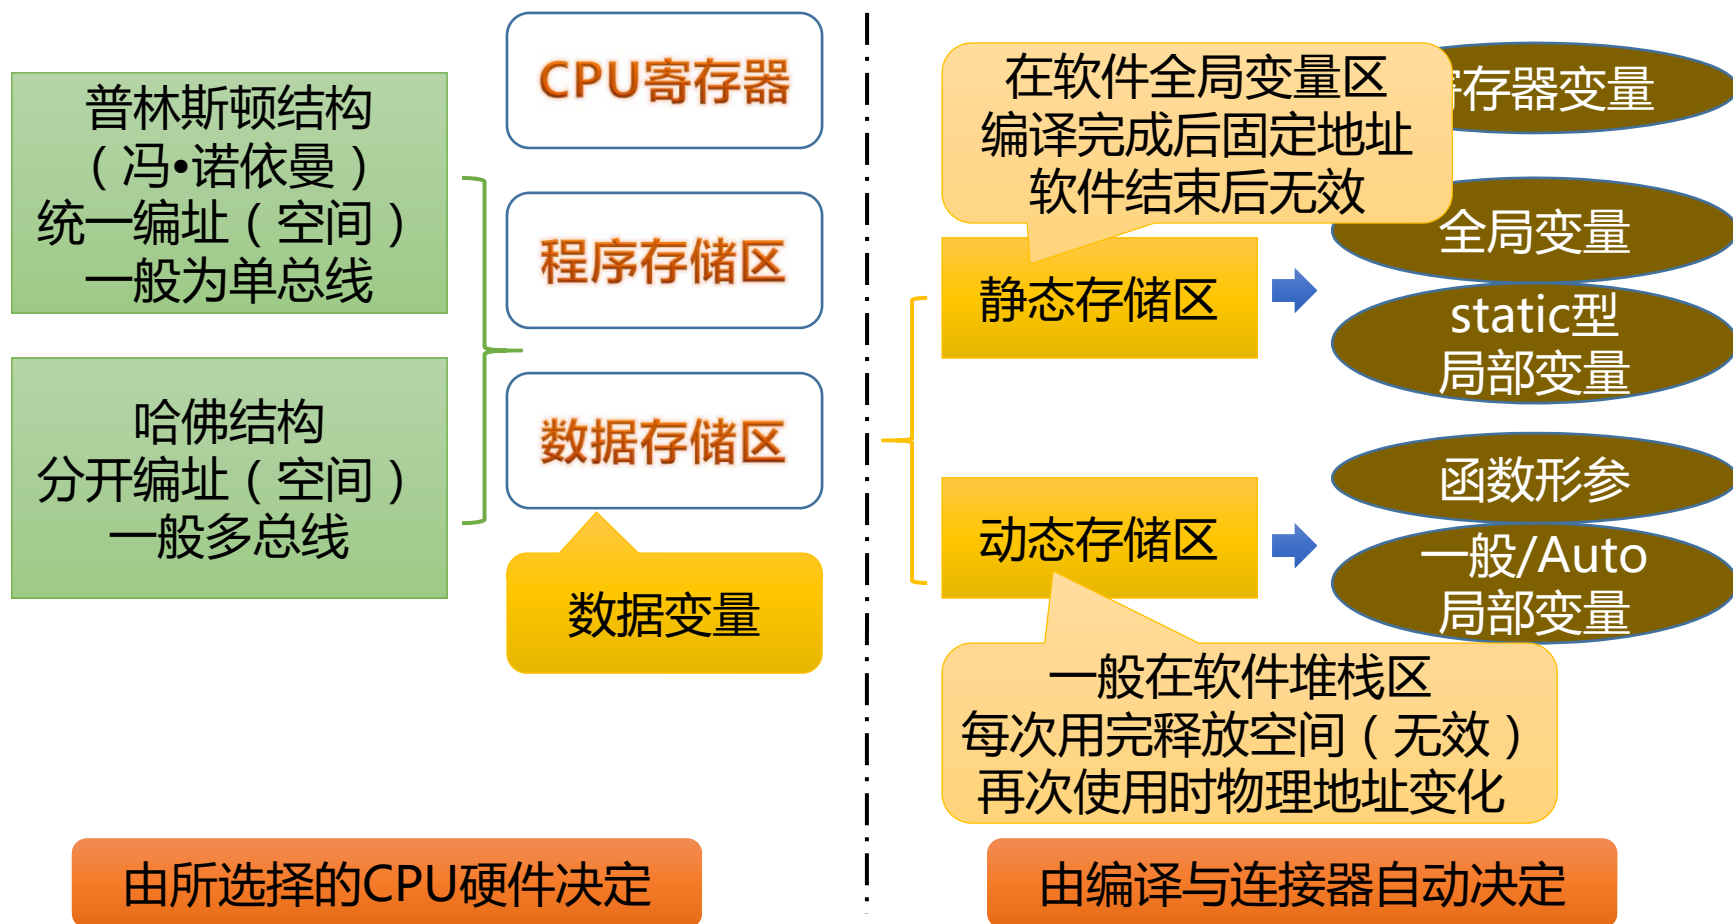 普林斯顿结构
（冯•诺依曼）
统一编址（空间）
一般为单总线
哈佛结构
分开编址（空间）
一般多总线
CPU寄存器
程序存储区
数据存储区
数据变量
由所选择的CPU硬件决定
在软件全局变量区
编译完成后固定地址
软件结束后无效
静态存储区
动态存储区
一般在软件堆栈区
每次用完释放空间（无效）
再次使用时物理地址变化
存器变量
全局变量
static型
局部变量
函数形参
一般/Auto
局部变量
由编译与连接器自动决定